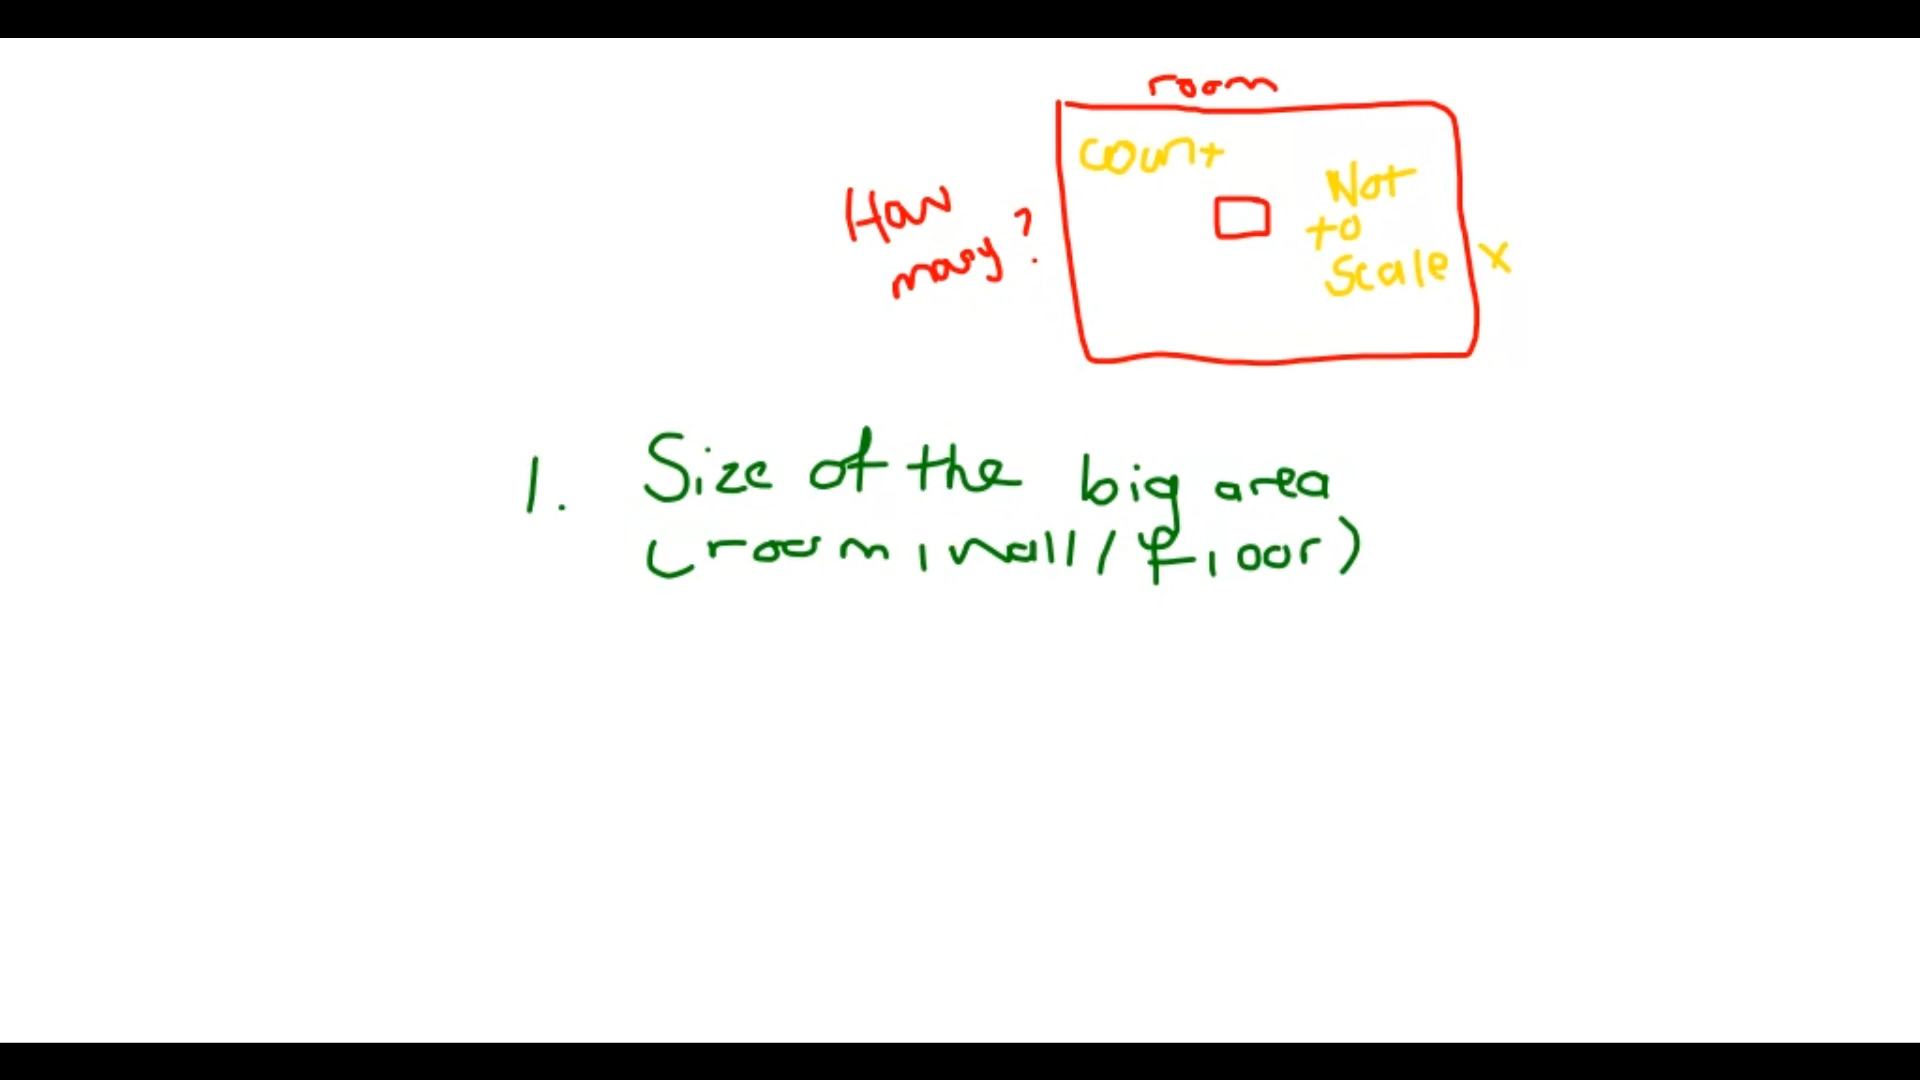 room
count
How
many?
Not
to
Scale x
1. Size of the big area
(room/wall/floor)